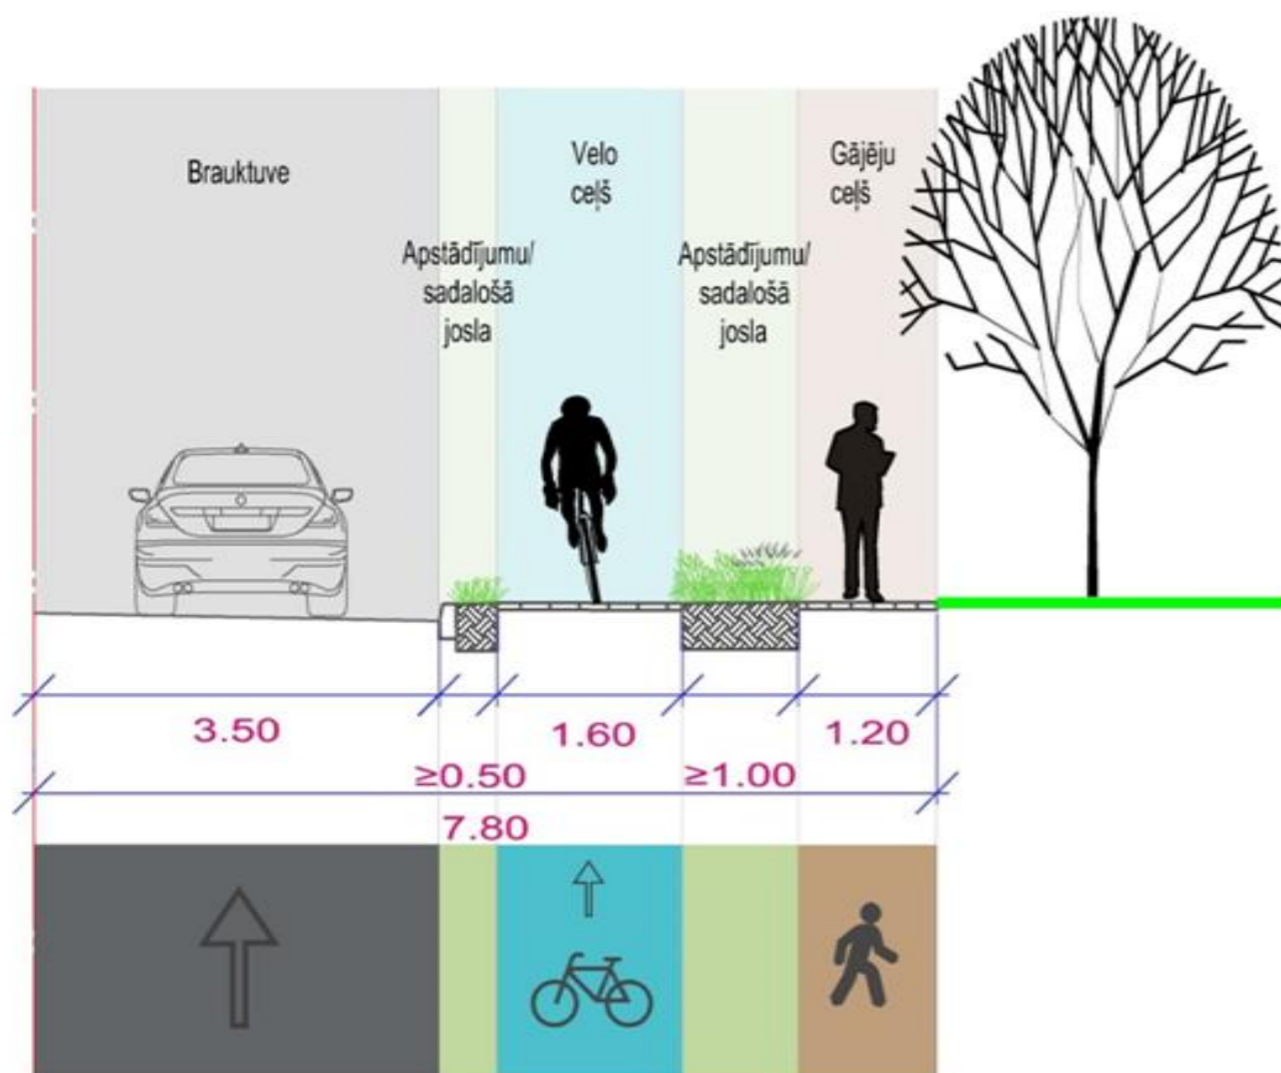 Brauktuve
Velo
ceļš
Gājēju
ceļš
Apstādījumu/
sadalošā
josla
Apstādījumu/
sadalošā
josla
3.50
1.60
1.20
≥0.50
≥1.00
7.80